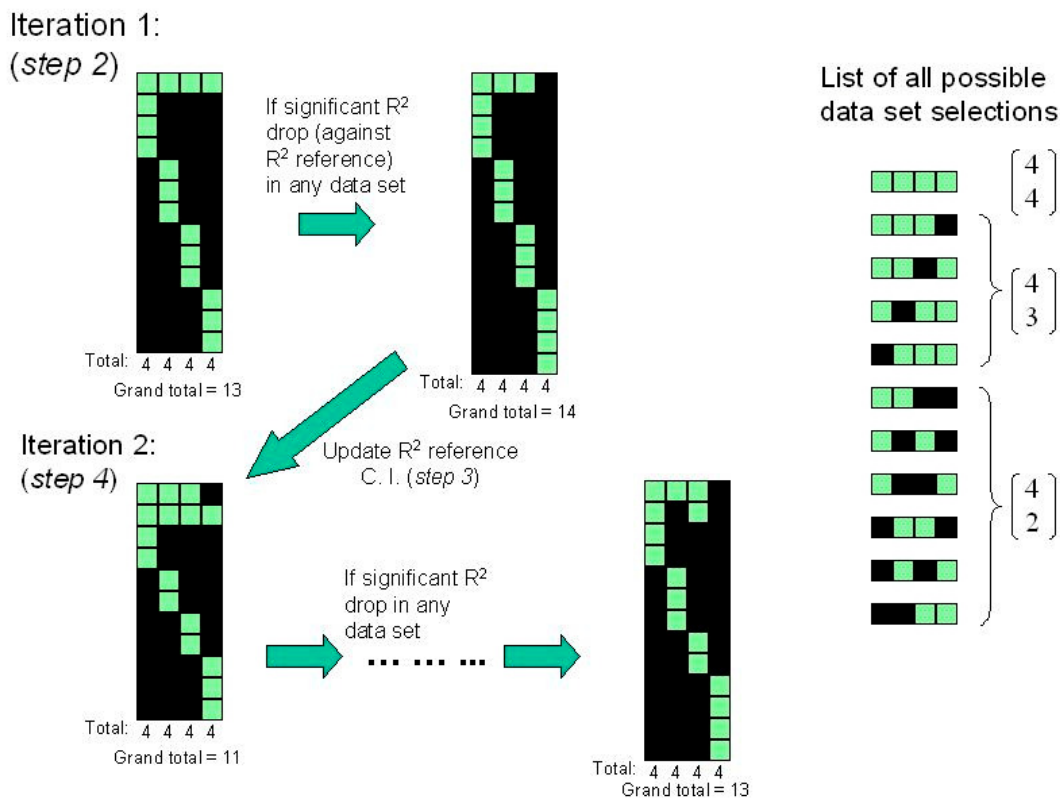 Iteration 1:
(step 2)
If significant R² drop (against R² reference) in any data set
Total: 4 4 4 4
Grand total = 13
Total: 4 4 4 4
Grand total = 14
Update R² reference
C. I. (step 3)
Iteration 2:
(step 4)
If significant R²
drop in any
data set
... ... ...
Total: 4 4 4 4
Grand total = 11
Total: 4 4 4 4
Grand total = 13
List of all possible
data set selections
4
4
4
3
4
2